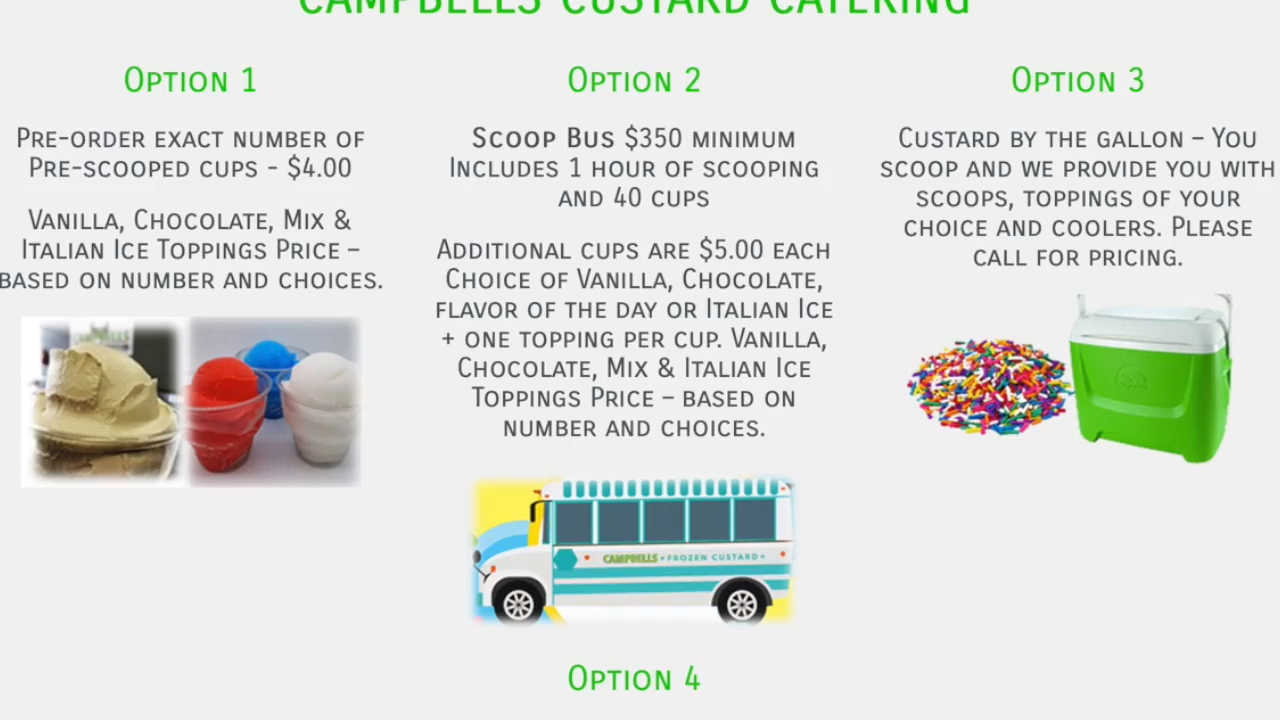 CAMPBELLS CUSTARD CATERING
OPTION 1
PRE-ORDER EXACT NUMBER OF
PRE-SCOOPED CUPS - $4.00
VANILLA, CHOCOLATE, MIX &
ITALIAN ICE TOPPINGS PRICE –
BASED ON NUMBER AND CHOICES.
OPTION 2
SCOOP BUS $350 MINIMUM
INCLUDES 1 HOUR OF SCOOPING
AND 40 CUPS
ADDITIONAL CUPS ARE $5.00 EACH
CHOICE OF VANILLA, CHOCOLATE,
FLAVOR OF THE DAY OR ITALIAN ICE
+ ONE TOPPING PER CUP. VANILLA,
CHOCOLATE, MIX & ITALIAN ICE
TOPPINGS PRICE – BASED ON
NUMBER AND CHOICES.
CAMPBELLS • FROZEN CUSTARD •
OPTION 3
CUSTARD BY THE GALLON – YOU
SCOOP AND WE PROVIDE YOU WITH
SCOOPS, TOPPINGS OF YOUR
CHOICE AND COOLERS. PLEASE
CALL FOR PRICING.
OPTION 4